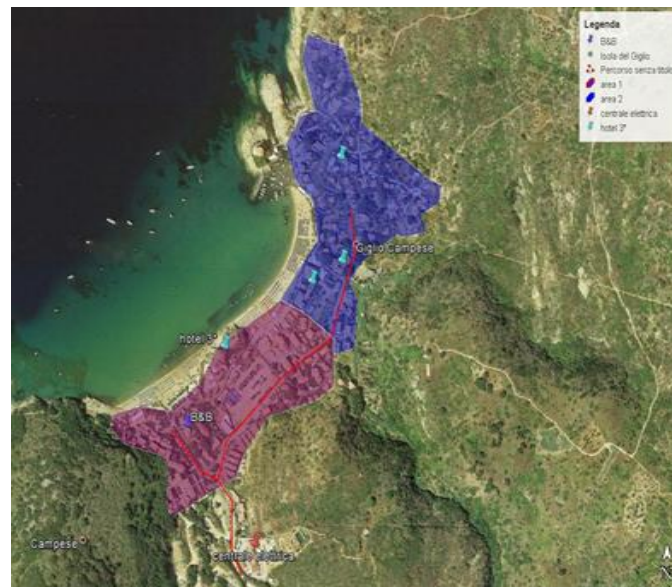 Legenda
B&B
Isola del Giglio
Percorso senza titolo
area 1
area 2
centrale elettrica
hotel 3*
Giglio Campese
hotel 3*
B&B
Campese
centrale elettrica